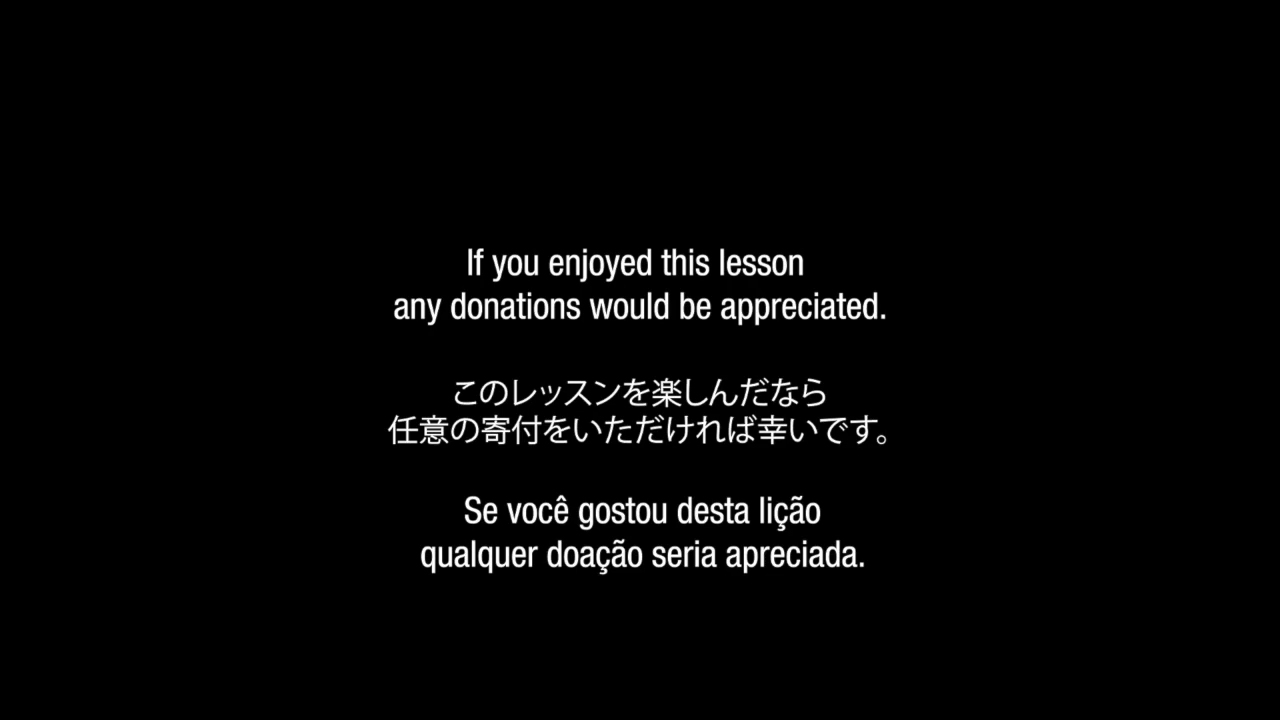 If you enjoyed this lesson
any donations would be appreciated.
このレッスンを楽しんだなら
任意の寄付をいただければ幸いです。
Se você gostou desta lição
qualquer doação seria apreciada.